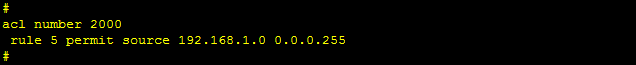 #
acl number 2000
 rule 5 permit source 192.168.1.0 0.0.0.255
#